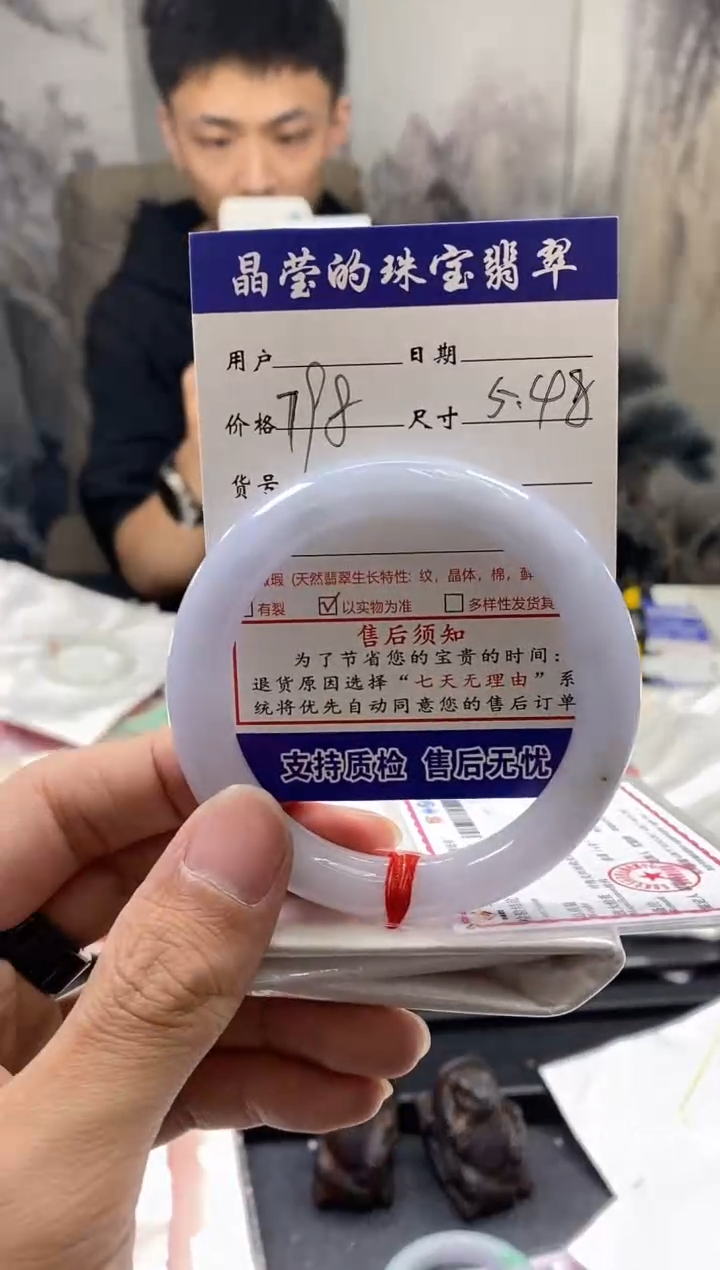 晶莹的珠宝翡翠
用户 日期
价格 798 尺寸 5.48
货号
瑕 (天然翡翠生长特性: 纹, 晶体, 棉,
有裂 ☑ 以实物为准 □ 多样性发货其
售后须知
为了节省您的宝贵的时间:
退货原因选择“七天无理由”系
统将优先自动同意您的售后订单
支持质检 售后无忧